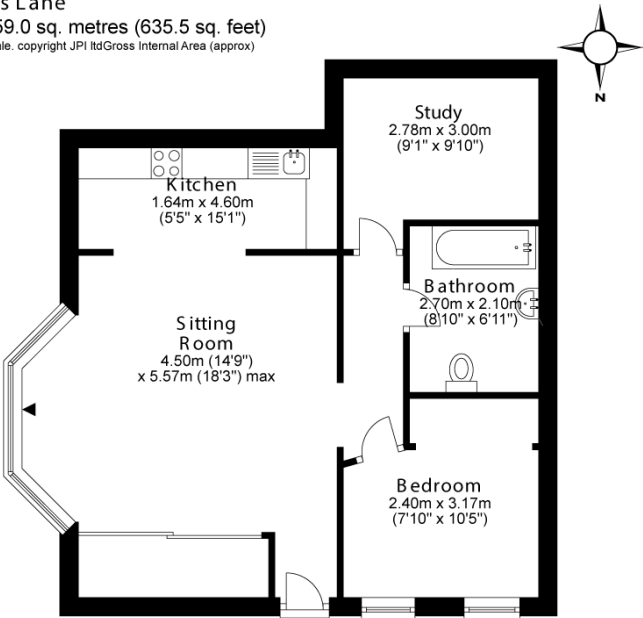 s Lane
59.0 sq. metres (635.5 sq. feet)
ale. copyright JPI ltdGross Internal Area (approx)
N
Study
2.78m x 3.00m
(9'1" x 9'10")
Kitchen
1.64m x 4.60m
(5'5" x 15'1")
Bathroom
2.70m x 2.10m
(8'10" x 6'11")
Sitting
Room
4.50m (14'9")
x 5.57m (18'3") max
Bedroom
2.40m x 3.17m
(7'10" x 10'5")